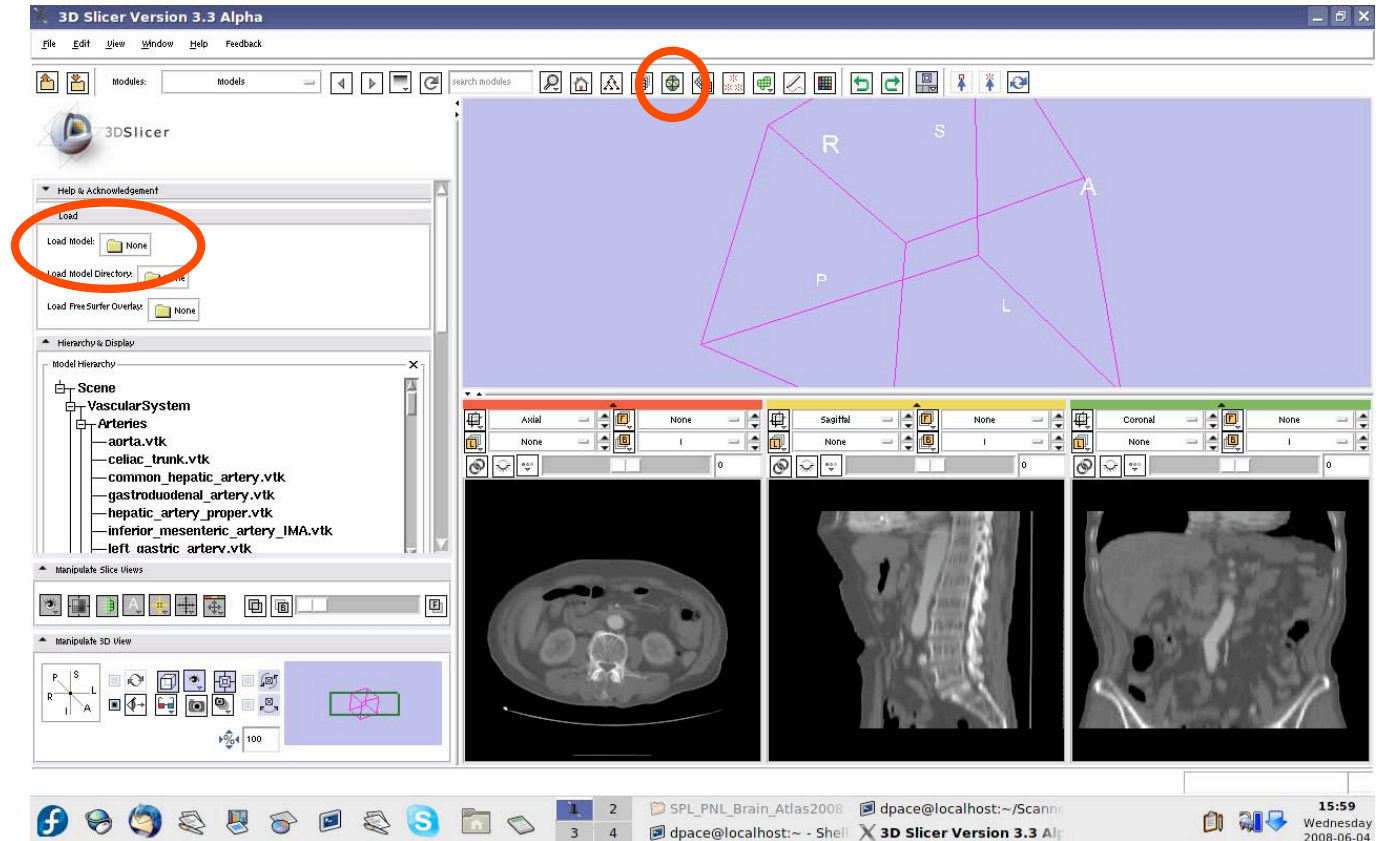 3D Slicer Version 3.3 Alpha
File Edit View Window Help Feedback
Modules: Models search modules
3DSlicer
Help & Acknowledgement
Load
Load Model: None
Load Model Directory: None
Load FreeSurfer Overlay: None
Hierarchy & Display
Model Hierarchy
Scene
VascularSystem
Arteries
aorta.vtk
celiac_trunk.vtk
common_hepatic_artery.vtk
gastroduodenal_artery.vtk
hepatic_artery_proper.vtk
inferior_mesenteric_artery_IMA.vtk
left_gastric_artery.vtk
Manipulate Slice Views
Manipulate 3D View
P S
R L
I A
% 100
R S A
P L
Axial F None
L None B I
0
Sagittal F None
L None B I
0
Coronal F None
L None B I
0
1 2
3 4
SPL_PNL_Brain_Atlas2008
dpace@localhost:~/Scann
dpace@localhost:~ - Shell
3D Slicer Version 3.3 Alp
15:59
Wednesday
2008-06-04